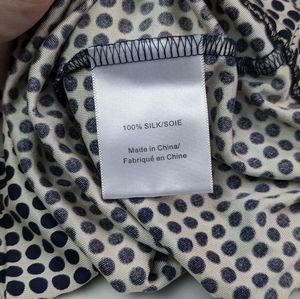 100% SILK/SOIE
Made in China/
Fabriqué en Chine